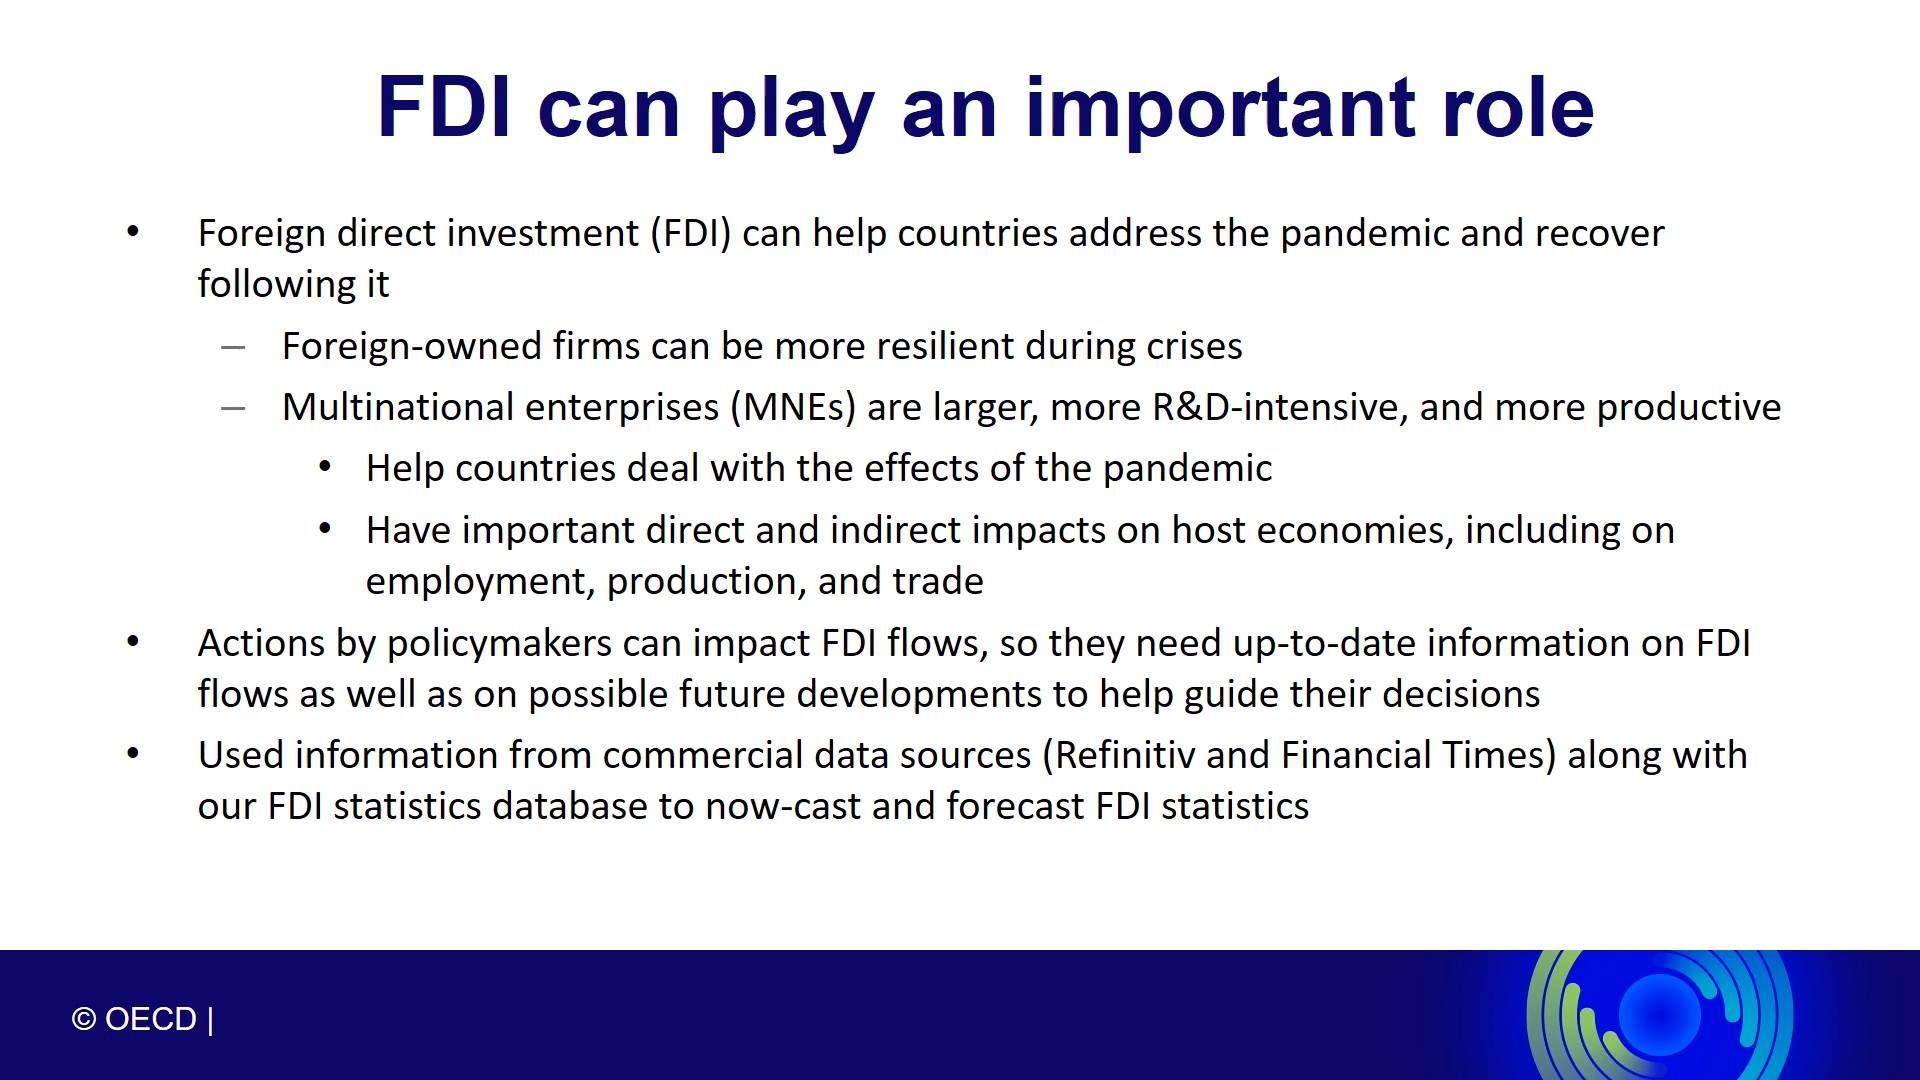 FDI can play an important role
• Foreign direct investment (FDI) can help countries address the pandemic and recover
following it
– Foreign-owned firms can be more resilient during crises
– Multinational enterprises (MNEs) are larger, more R&D-intensive, and more productive
• Help countries deal with the effects of the pandemic
• Have important direct and indirect impacts on host economies, including on
employment, production, and trade
• Actions by policymakers can impact FDI flows, so they need up-to-date information on FDI
flows as well as on possible future developments to help guide their decisions
• Used information from commercial data sources (Refinitiv and Financial Times) along with
our FDI statistics database to now-cast and forecast FDI statistics
© OECD |